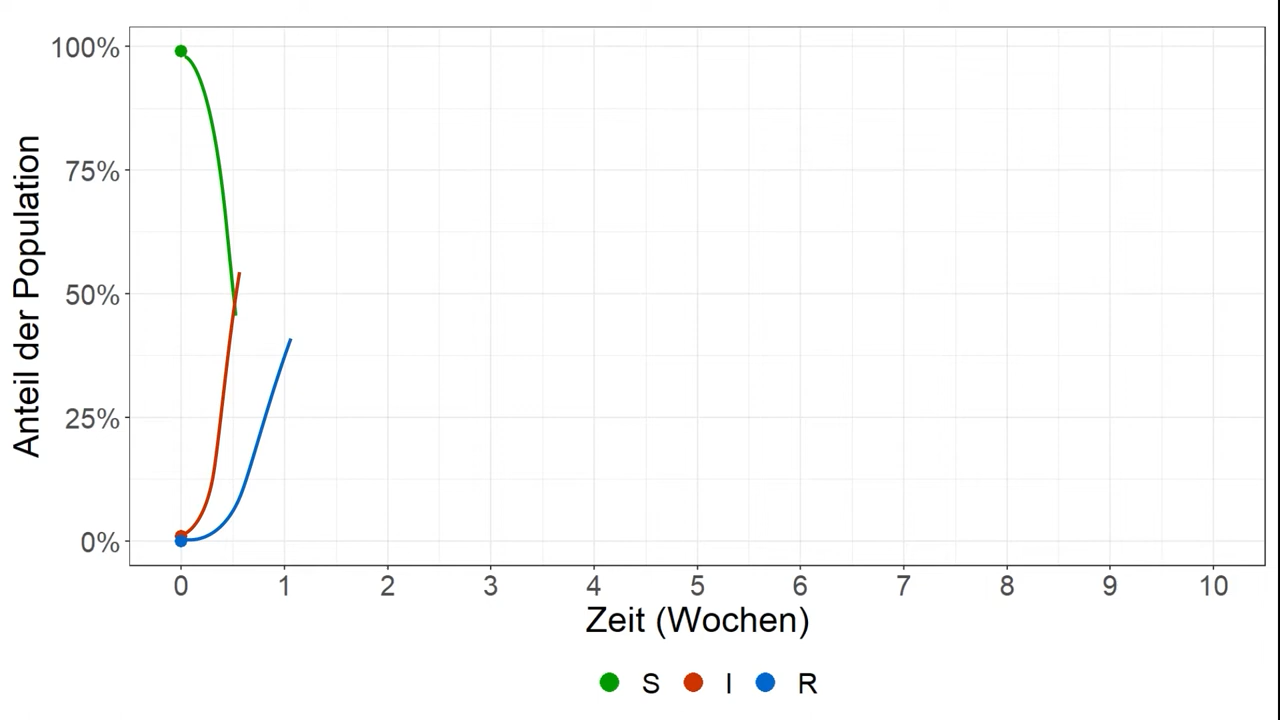 Anteil der Population
100%
75%
50%
25%
0%
0 1 2 3 4 5 6 7 8 9 10
Zeit (Wochen)
S I R